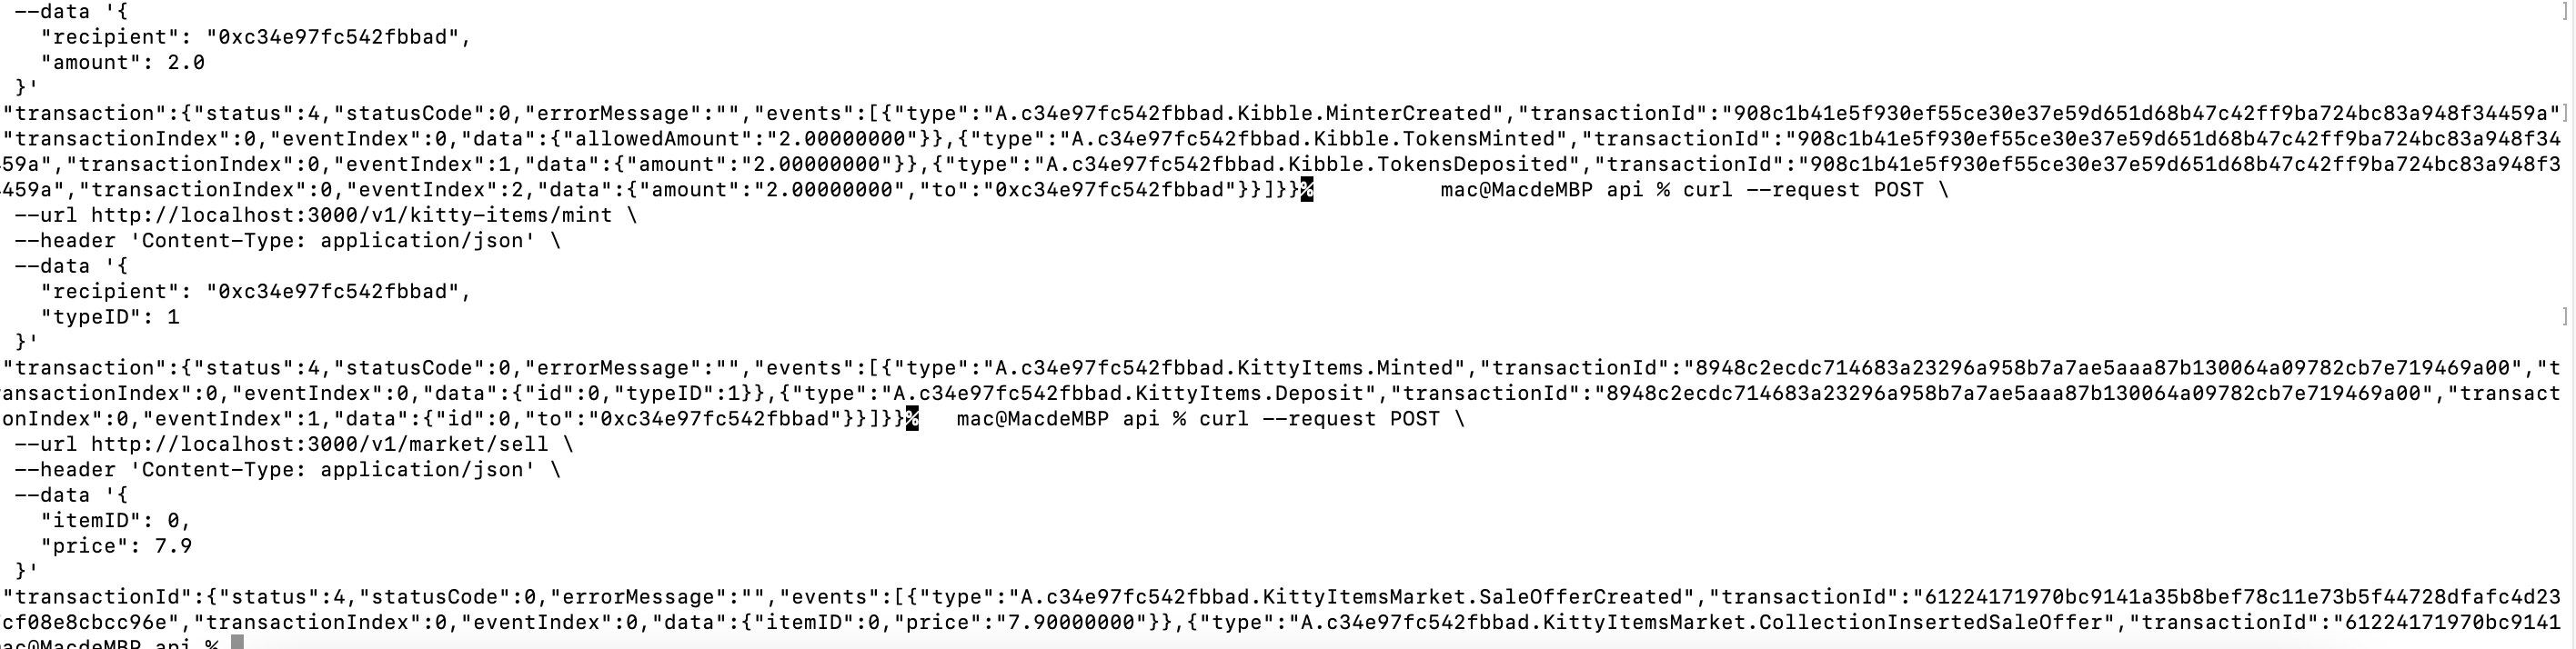 --data '{
"recipient": "0xc34e97fc542fbbad",
"amount": 2.0
}'
"transaction":{"status":4,"statusCode":0,"errorMessage":"","events":[{"type":"A.c34e97fc542fbbad.Kibble.MinterCreated","transactionId":"908c1b41e5f930ef55ce30e37e59d651d68b47c42ff9ba724bc83a948f34459a"
"transactionIndex":0,"eventIndex":0,"data":{"allowedAmount":"2.00000000"}},{"type":"A.c34e97fc542fbbad.Kibble.TokensMinted","transactionId":"908c1b41e5f930ef55ce30e37e59d651d68b47c42ff9ba724bc83a948f34
59a","transactionIndex":0,"eventIndex":1,"data":{"amount":"2.00000000"}},{"type":"A.c34e97fc542fbbad.Kibble.TokensDeposited","transactionId":"908c1b41e5f930ef55ce30e37e59d651d68b47c42ff9ba724bc83a948f3
4459a","transactionIndex":0,"eventIndex":2,"data":{"amount":"2.00000000","to":"0xc34e97fc542fbbad"}}]}}% mac@MacdeMBP api % curl --request POST \
--url http://localhost:3000/v1/kitty-items/mint \
--header 'Content-Type: application/json' \
--data '{
"recipient": "0xc34e97fc542fbbad",
"typeID": 1
}'
"transaction":{"status":4,"statusCode":0,"errorMessage":"","events":[{"type":"A.c34e97fc542fbbad.KittyItems.Minted","transactionId":"8948c2ecdc714683a23296a958b7a7ae5aaa87b130064a09782cb7e719469a00","t
ansactionIndex":0,"eventIndex":0,"data":{"id":0,"typeID":1}},{"type":"A.c34e97fc542fbbad.KittyItems.Deposit","transactionId":"8948c2ecdc714683a23296a958b7a7ae5aaa87b130064a09782cb7e719469a00","transact
onIndex":0,"eventIndex":1,"data":{"id":0,"to":"0xc34e97fc542fbbad"}}]}}% mac@MacdeMBP api % curl --request POST \
--url http://localhost:3000/v1/market/sell \
--header 'Content-Type: application/json' \
--data '{
"itemID": 0,
"price": 7.9
}'
"transactionId":{"status":4,"statusCode":0,"errorMessage":"","events":[{"type":"A.c34e97fc542fbbad.KittyItemsMarket.SaleOfferCreated","transactionId":"61224171970bc9141a35b8bef78c11e73b5f44728dfafc4d23
cf08e8cbcc96e","transactionIndex":0,"eventIndex":0,"data":{"itemID":0,"price":"7.90000000"}},{"type":"A.c34e97fc542fbbad.KittyItemsMarket.CollectionInsertedSaleOffer","transactionId":"61224171970bc9141
ac@MacdeMBP api %